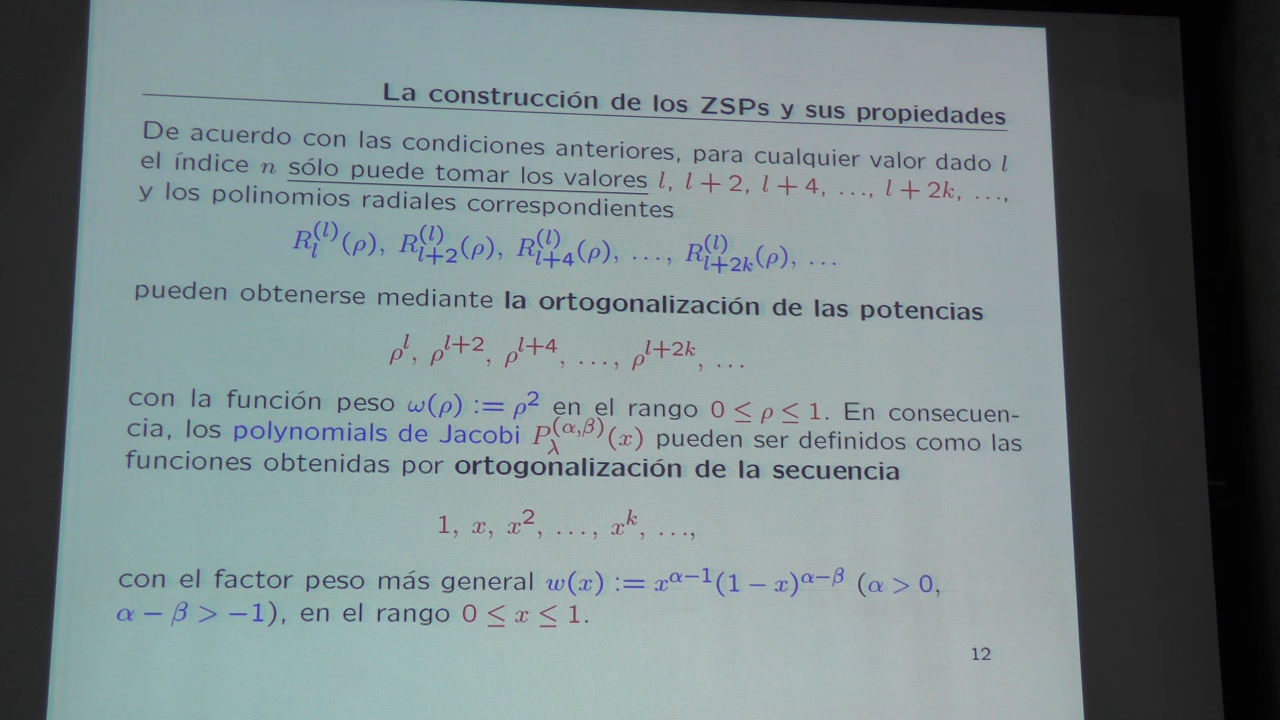 La construcción de los ZSPs y sus propiedades
De acuerdo con las condiciones anteriores, para cualquier valor dado l
el índice n sólo puede tomar los valores l, l + 2, l + 4, ..., l + 2k, ...,
y los polinomios radiales correspondientes
R_l^{(l)}(ρ), R_{l+2}^{(l)}(ρ), R_{l+4}^{(l)}(ρ), ..., R_{l+2k}^{(l)}(ρ), ...
pueden obtenerse mediante la ortogonalización de las potencias
ρ^l, ρ^{l+2}, ρ^{l+4}, ..., ρ^{l+2k}, ...
con la función peso ω(ρ) := ρ^2 en el rango 0 ≤ ρ ≤ 1. En consecuen-
cia, los polynomials de Jacobi P_λ^{(α,β)}(x) pueden ser definidos como las
funciones obtenidas por ortogonalización de la secuencia
1, x, x^2, ..., x^k, ...,
con el factor peso más general w(x) := x^{α−1}(1 − x)^{α−β} (α > 0,
α − β > −1), en el rango 0 ≤ x ≤ 1.
12